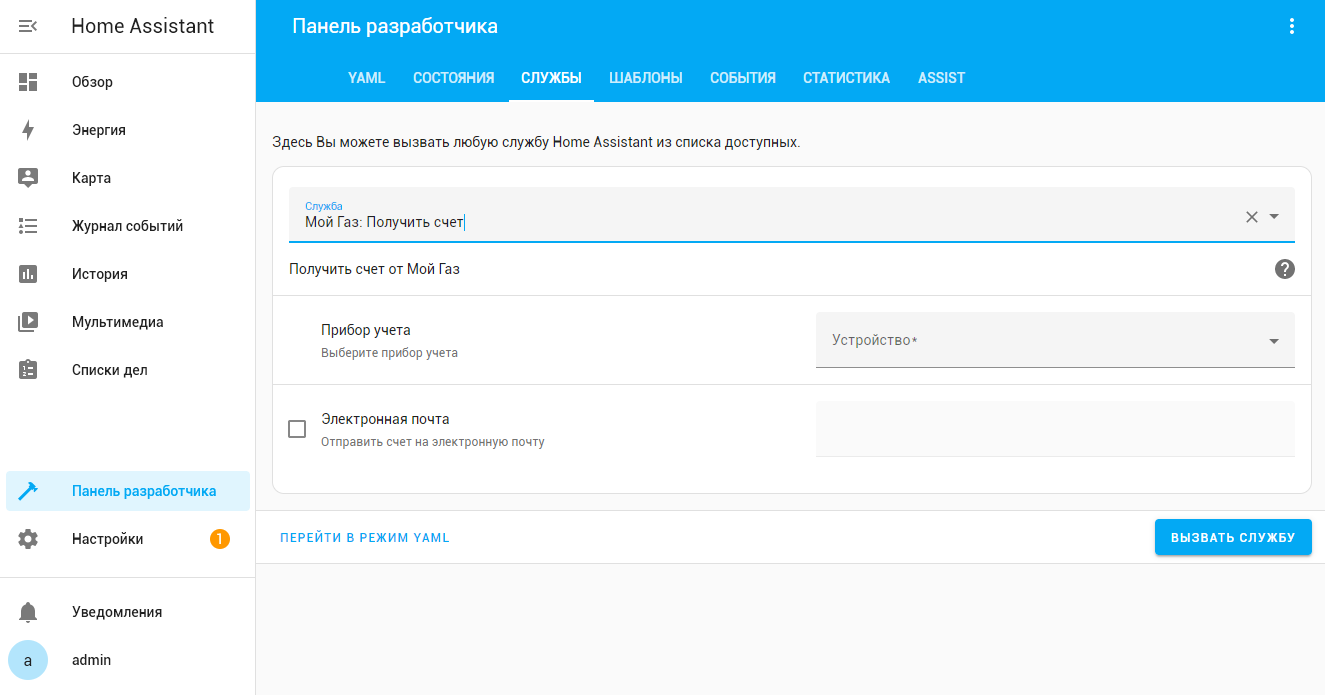 Home Assistant
Обзор
Энергия
Карта
Журнал событий
История
Мультимедиа
Списки дел
Панель разработчика
Настройки
1
Уведомления
a
admin
Панель разработчика
YAML СОСТОЯНИЯ СЛУЖБЫ ШАБЛОНЫ СОБЫТИЯ СТАТИСТИКА ASSIST
Здесь Вы можете вызвать любую службу Home Assistant из списка доступных.
Служба
Мой Газ: Получить счет
Получить счет от Мой Газ
Прибор учета
Выберите прибор учета
Устройство*
Электронная почта
Отправить счет на электронную почту
ПЕРЕЙТИ В РЕЖИМ YAML
ВЫЗВАТЬ СЛУЖБУ